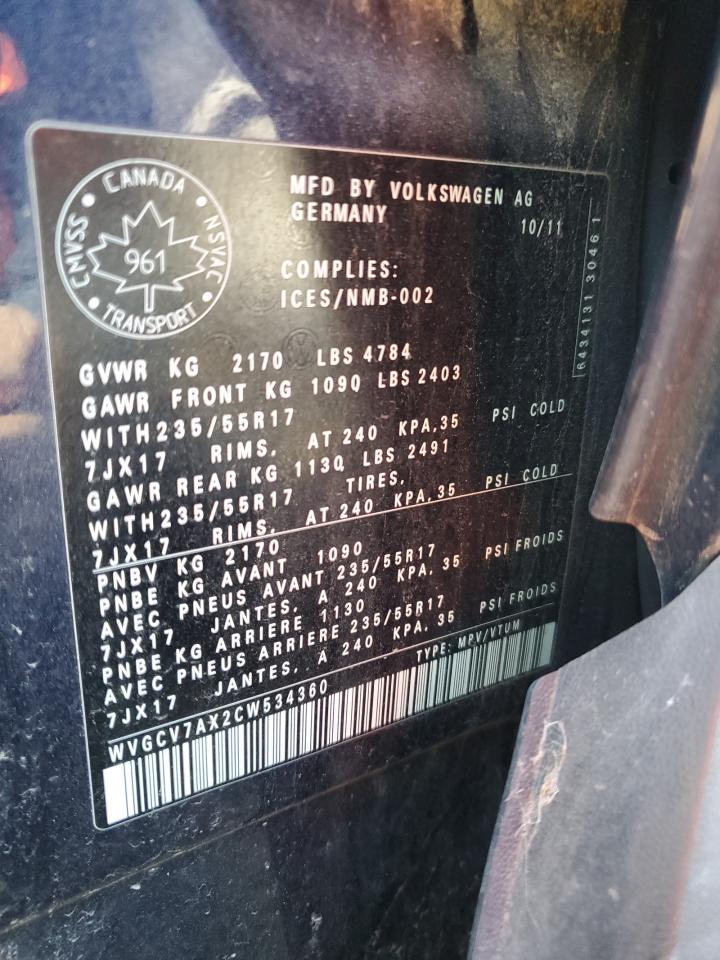 CANADA
CMVSS
NSVAC
961
TRANSPORT
MFD BY VOLKSWAGEN AG
GERMANY
10/11
COMPLIES:
ICES/NMB-002
6434131 3046 1
GVWR KG 2170 LBS 4784
GAWR FRONT KG 1090 LBS 2403
WITH235/55R17
7JX17 RIMS, AT 240 KPA,35 PSI COLD
GAWR REAR KG 1130 LBS 2491
WITH235/55R17 TIRES,
7JX17 RIMS, AT 240 KPA,35 PSI COLD
PNBV KG 2170
PNBE KG AVANT 1090
AVEC PNEUS AVANT 235/55R17
7JX17 JANTES, A 240 KPA, 35 PSI FROIDS
PNBE KG ARRIERE 1130
AVEC PNEUS ARRIERE 235/55R17
7JX17 JANTES, A 240 KPA, 35 PSI FROIDS
TYPE: MPV/VTUM
WVGCV7AX2CW534360